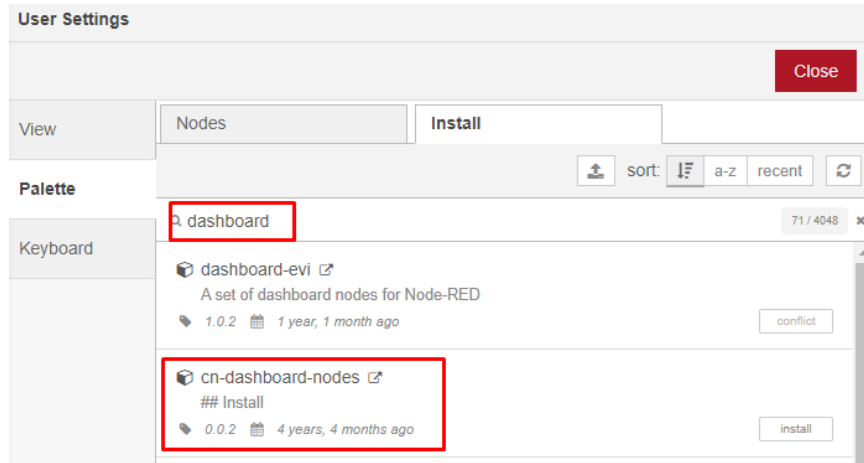 User Settings
Close
View
Nodes
Install
sort: a-z recent
Palette
dashboard
71 / 4048
Keyboard
dashboard-evi
A set of dashboard nodes for Node-RED
1.0.2 1 year, 1 month ago
conflict
cn-dashboard-nodes
## Install
0.0.2 4 years, 4 months ago
install